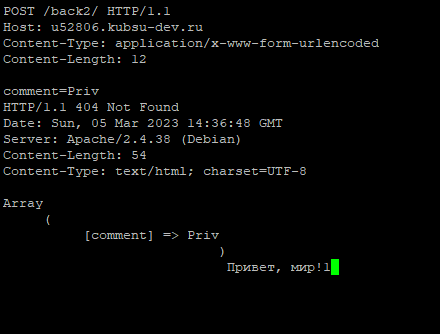 POST /back2/ HTTP/1.1
Host: u52806.kubsu-dev.ru
Content-Type: application/x-www-form-urlencoded
Content-Length: 12

comment=Priv
HTTP/1.1 404 Not Found
Date: Sun, 05 Mar 2023 14:36:48 GMT
Server: Apache/2.4.38 (Debian)
Content-Length: 54
Content-Type: text/html; charset=UTF-8

Array
(
[comment] => Priv
)
Привет, мир!1